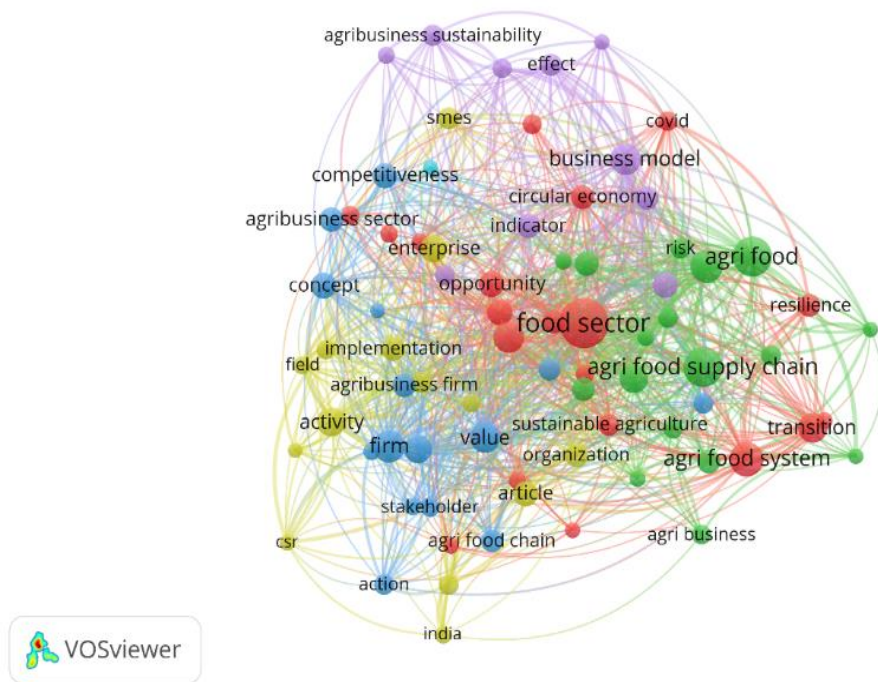 agribusiness sustainability
effect
smes
covid
business model
competitiveness
circular economy
agribusiness sector
indicator
enterprise
risk
agri food
opportunity
concept
resilience
food sector
implementation
field
agri food supply chain
agribusiness firm
activity
sustainable agriculture
transition
firm
value
organization
agri food system
article
stakeholder
agri food chain
agri business
csr
action
india
VOSviewer